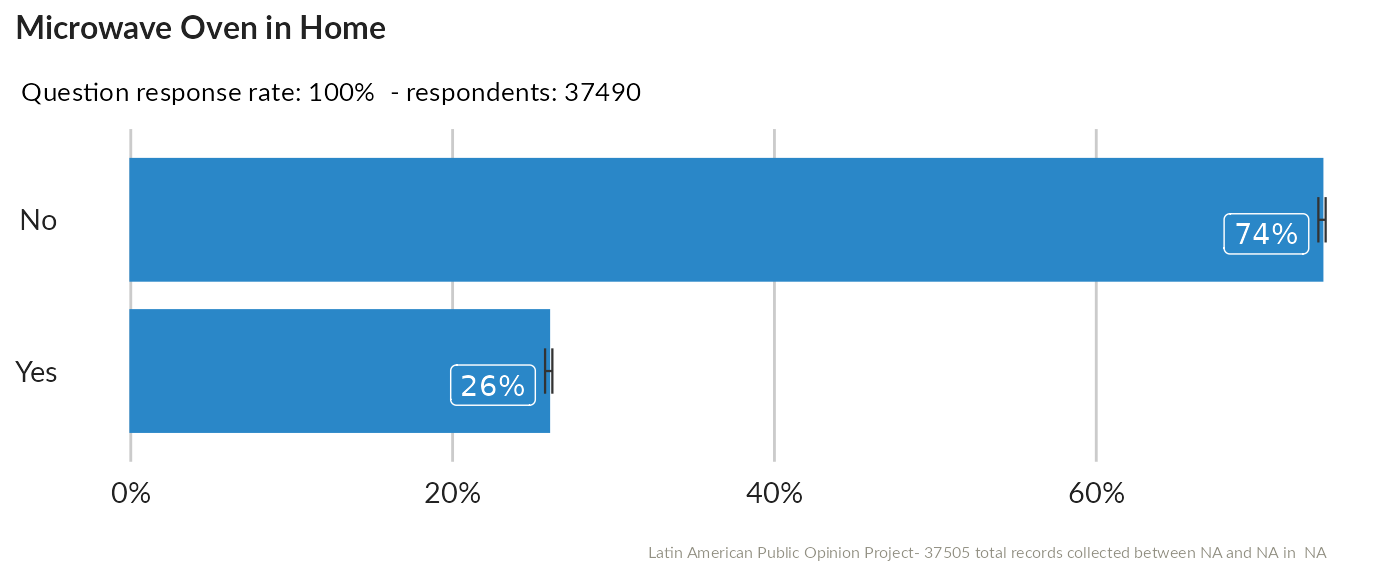 Microwave Oven in Home
Question response rate: 100% - respondents: 37490
No
74%
Yes
26%
0% 20% 40% 60%
Latin American Public Opinion Project- 37505 total records collected between NA and NA in NA